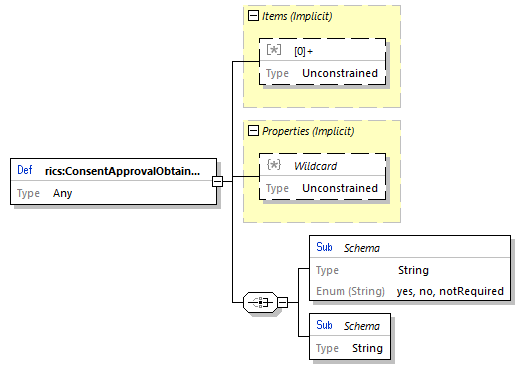 Items (Implicit)
[*] [0]+
Type Unconstrained
Properties (Implicit)
{*} Wildcard
Type Unconstrained
Def rics:ConsentApprovalObtain...
Type Any
Sub Schema
Type String
Enum (String) yes, no, notRequired
Sub Schema
Type String